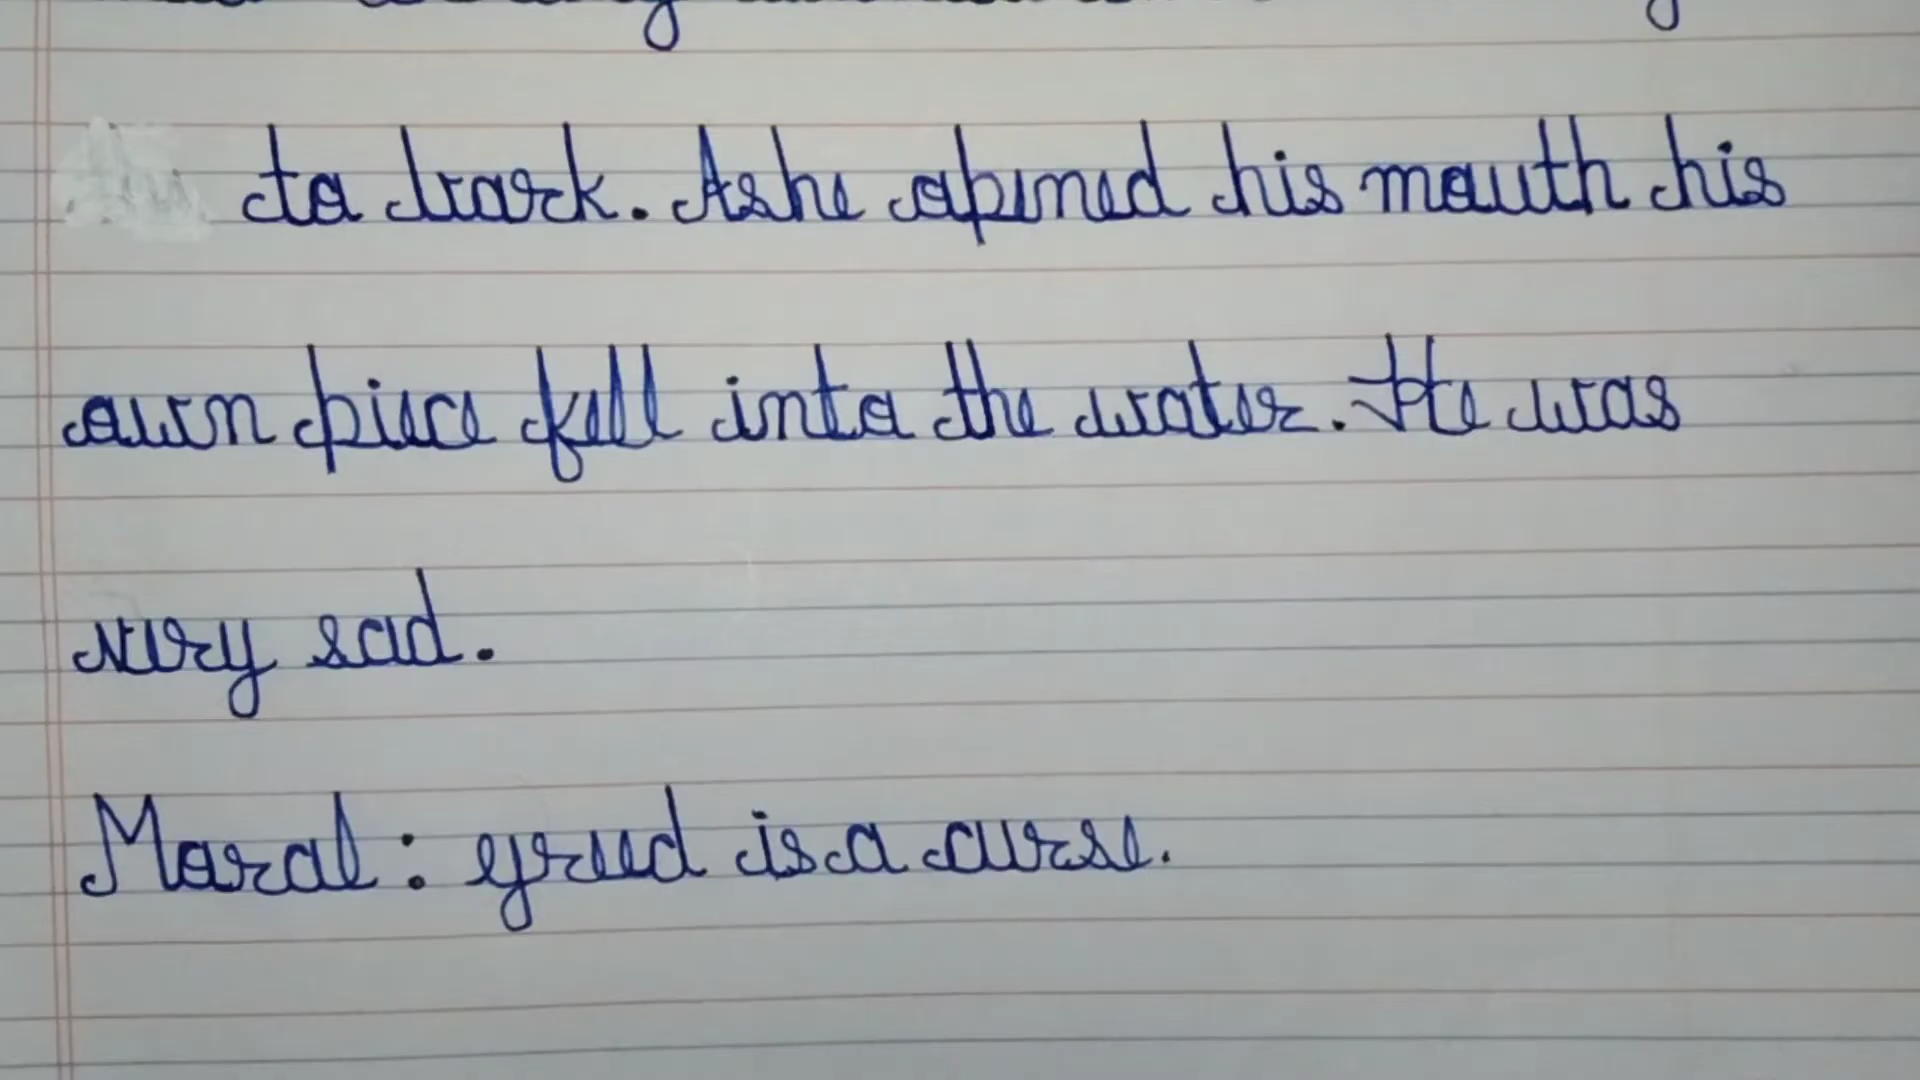 to bark. As he opened his mouth his
own piece fell into the water. He was
very sad.
Moral: greed is a curse.